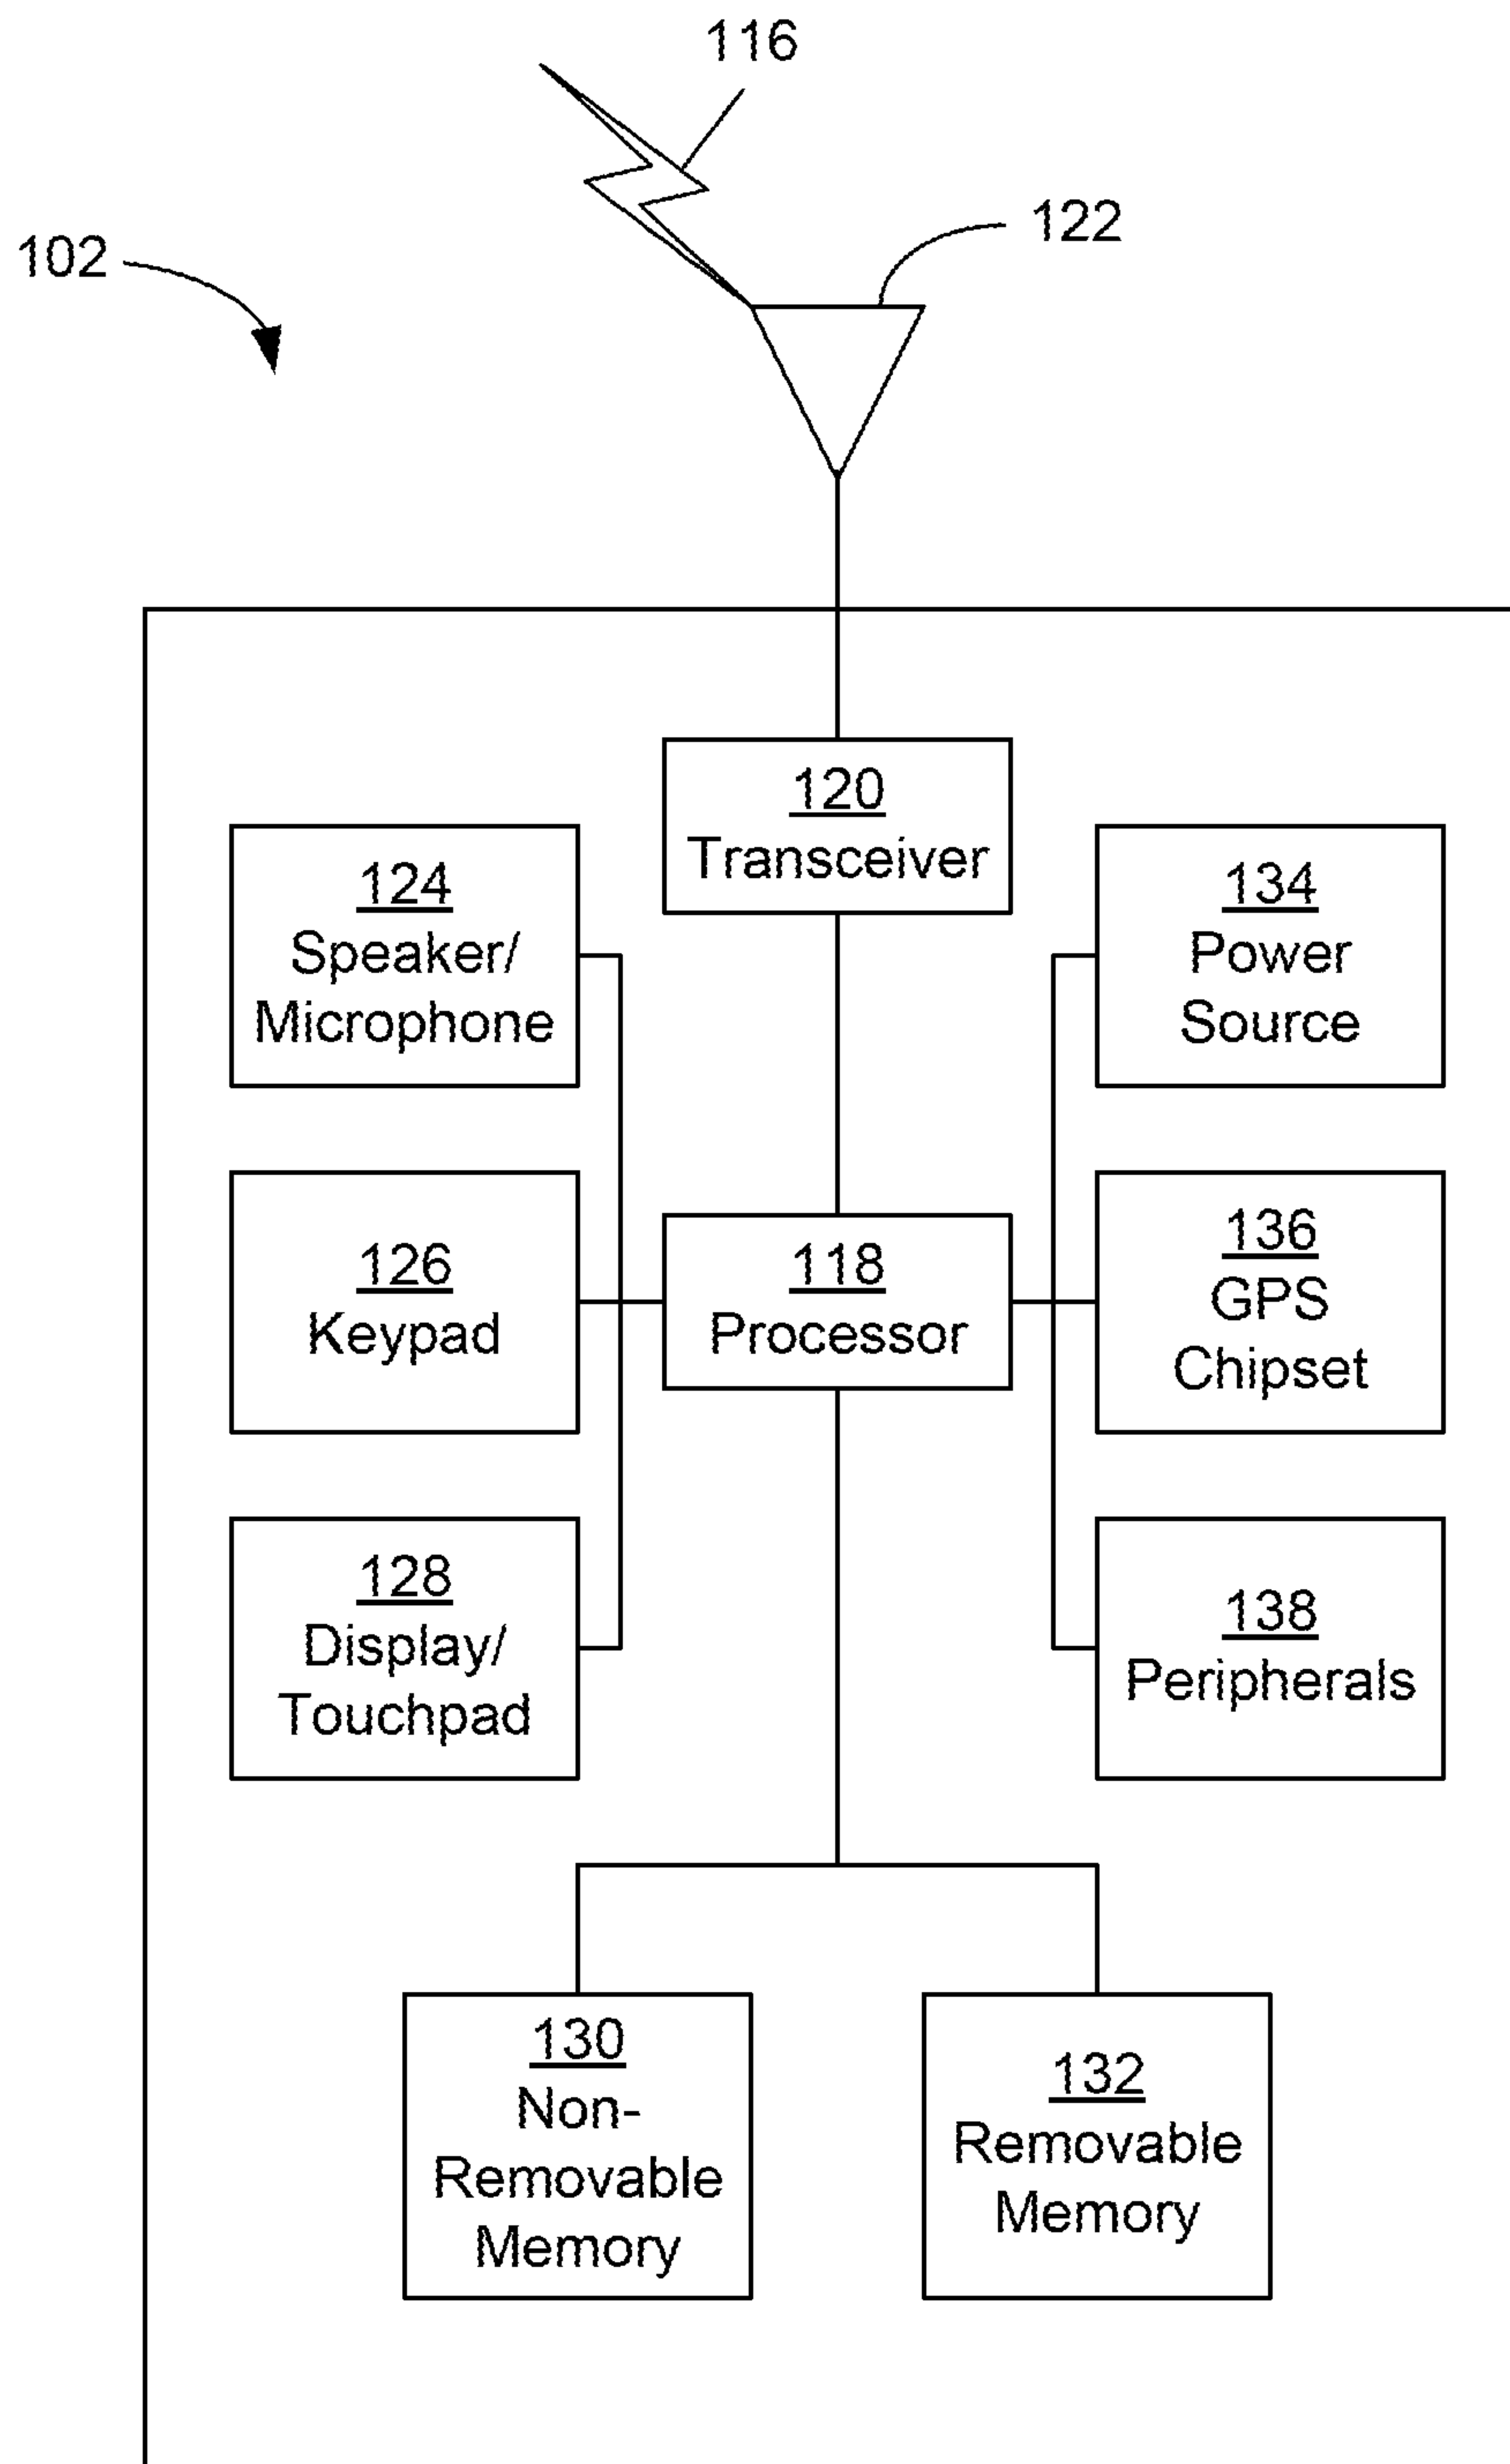 116
122
102
120
Transceiver
124
Speaker/
Microphone
134
Power
Source
126
Keypad
118
Processor
136
GPS
Chipset
128
Display/
Touchpad
138
Peripherals
130
Non-
Removable
Memory
132
Removable
Memory